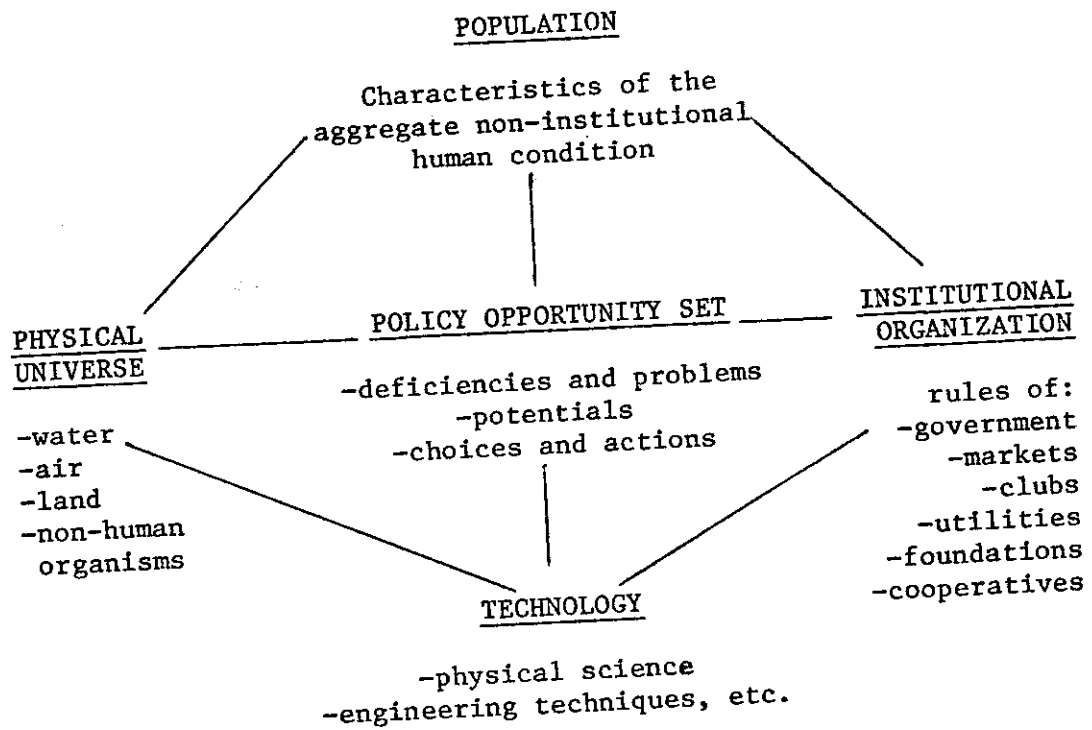 POPULATION
Characteristics of the
aggregate non-institutional
human condition
PHYSICAL
UNIVERSE
-water
-air
-land
-non-human
organisms
POLICY OPPORTUNITY SET
-deficiencies and problems
-potentials
-choices and actions
INSTITUTIONAL
ORGANIZATION
rules of:
-government
-markets
-clubs
-utilities
-foundations
-cooperatives
TECHNOLOGY
-physical science
-engineering techniques, etc.